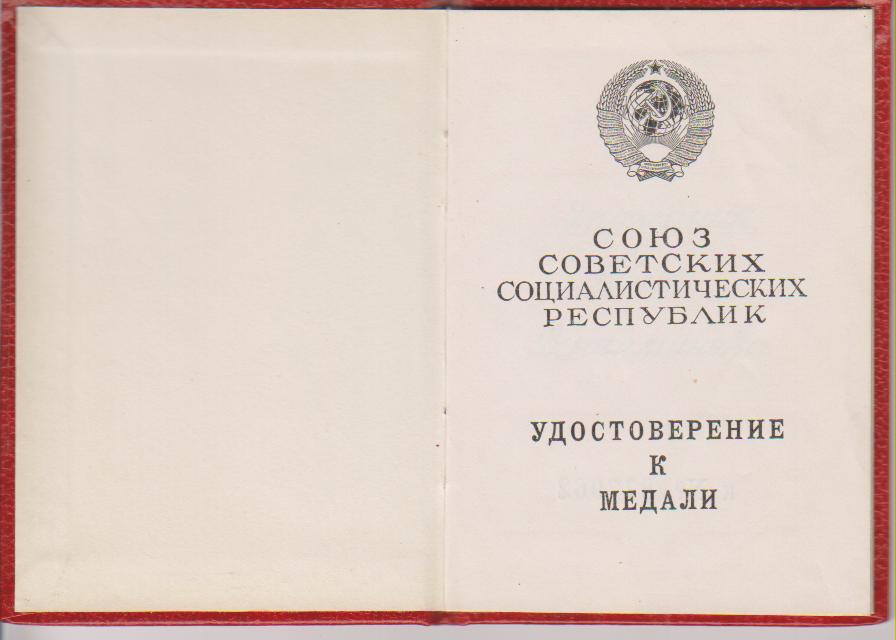 СОЮЗ
СОВЕТСКИХ
СОЦИАЛИСТИЧЕСКИХ
РЕСПУБЛИК
УДОСТОВЕРЕНИЕ
К
МЕДАЛИ